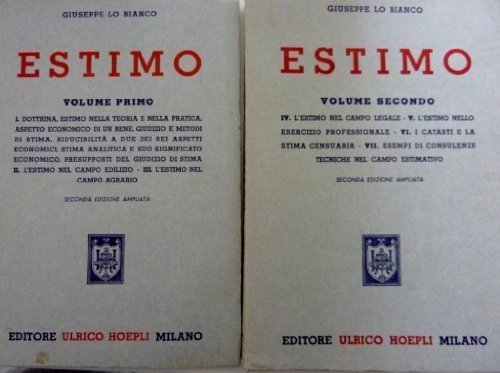 GIUSEPPE LO BIANCO
ESTIMO
VOLUME PRIMO
I. DOTTRINA, ESTIMO NELLA TEORIA E NELLA PRATICA,
ASPETTO ECONOMICO DI UN BENE, GIUDIZIO E METODI
DI STIMA, RIDUCIBILITÀ A DUE DEI SEI ASPETTI
ECONOMICI, STIMA ANALITICA E SUO SIGNIFICATO
ECONOMICO, PRESUPPOSTI DEL GIUDIZIO DI STIMA
II. L'ESTIMO NEL CAMPO EDILIZIO - III. L'ESTIMO NEL
CAMPO AGRARIO
SECONDA EDIZIONE AMPLIATA
EDITORE ULRICO HOEPLI MILANO
GIUSEPPE LO BIANCO
ESTIMO
VOLUME SECONDO
IV. L'ESTIMO NEL CAMPO LEGALE - V. L'ESTIMO NELLO
ESERCIZIO PROFESSIONALE - VI. I CATASTI E LA
STIMA CENSUARIA - VII. ESEMPI DI CONSULENZE
TECNICHE NEL CAMPO ESTIMATIVO
SECONDA EDIZIONE AMPLIATA
EDITORE ULRICO HOEPLI MILANO